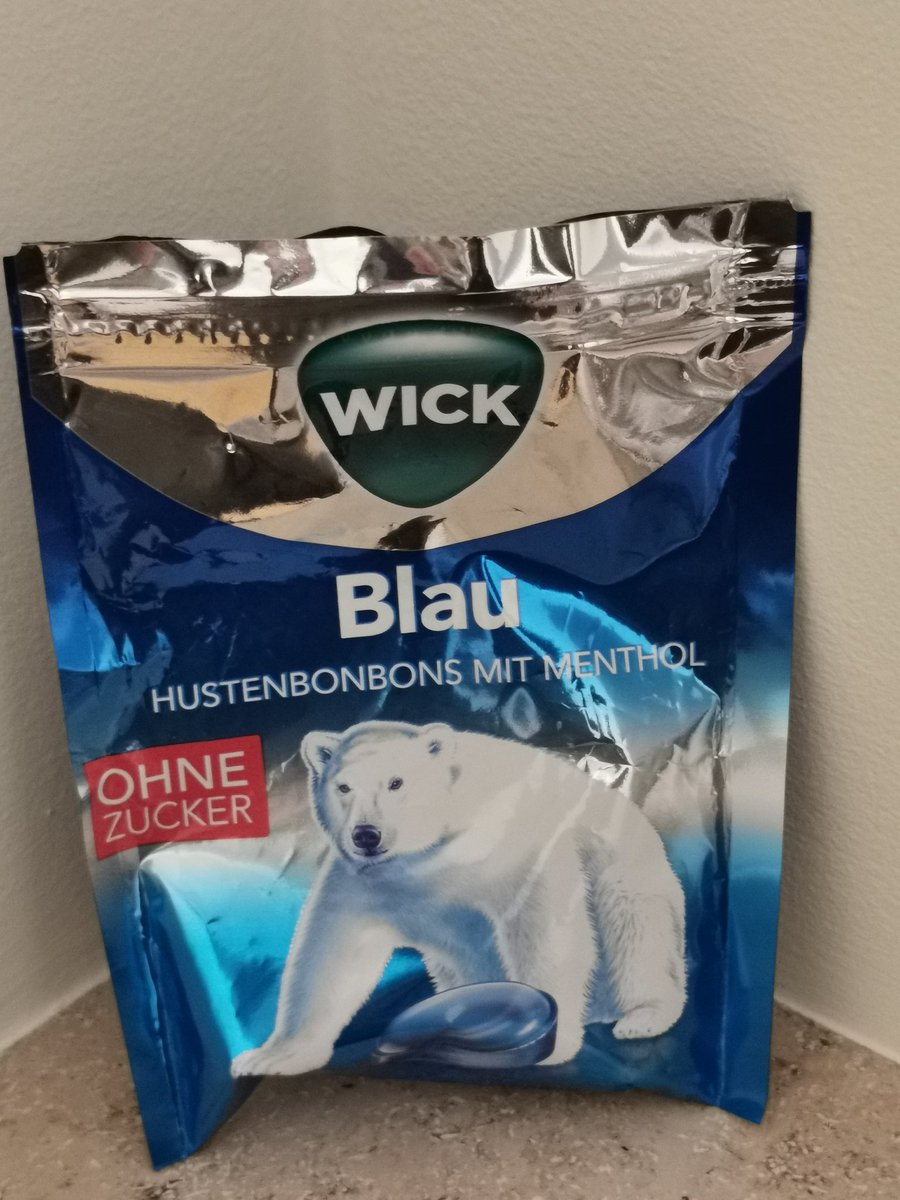 WICK
Blau
HUSTENBONBONS MIT MENTHOL
OHNE
ZUCKER